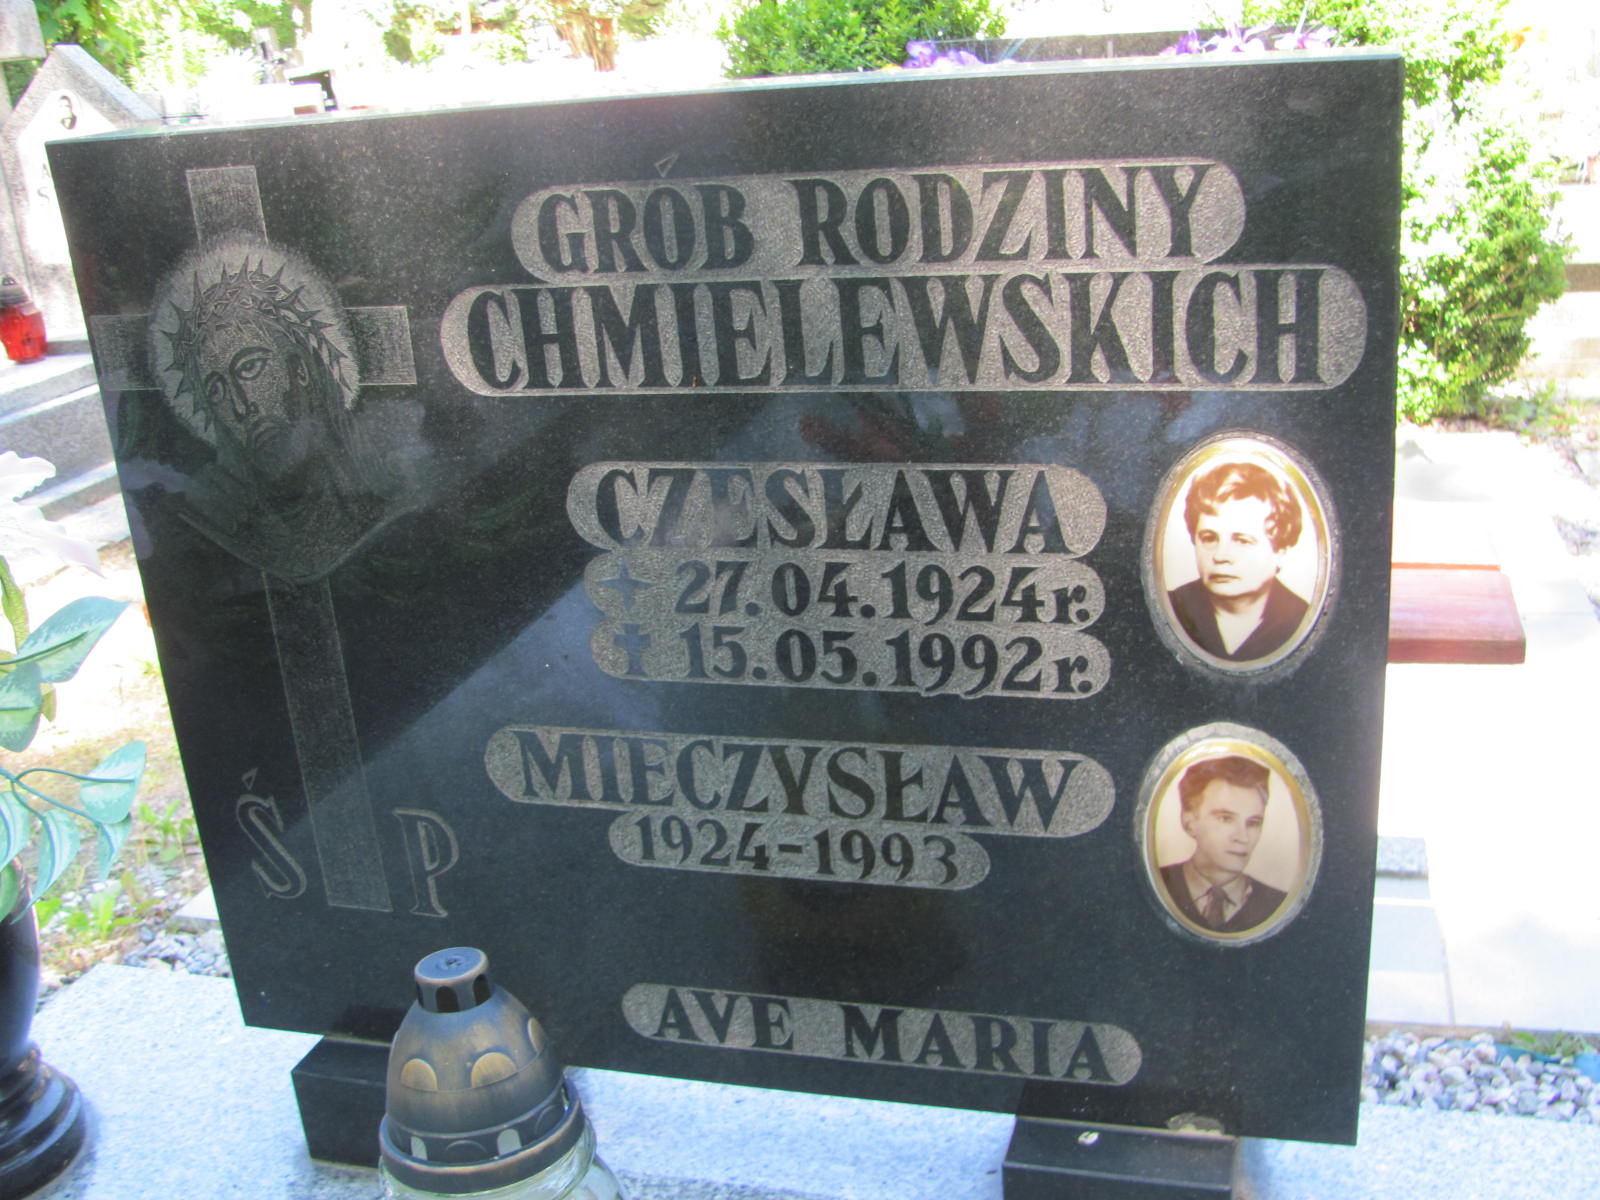 GRÓB RODZINY
CHMIELEWSKICH
CZESŁAWA
27.04.1924r.
15.05.1992r.
MIECZYSŁAW
1924-1993
Ś P
AVE MARIA